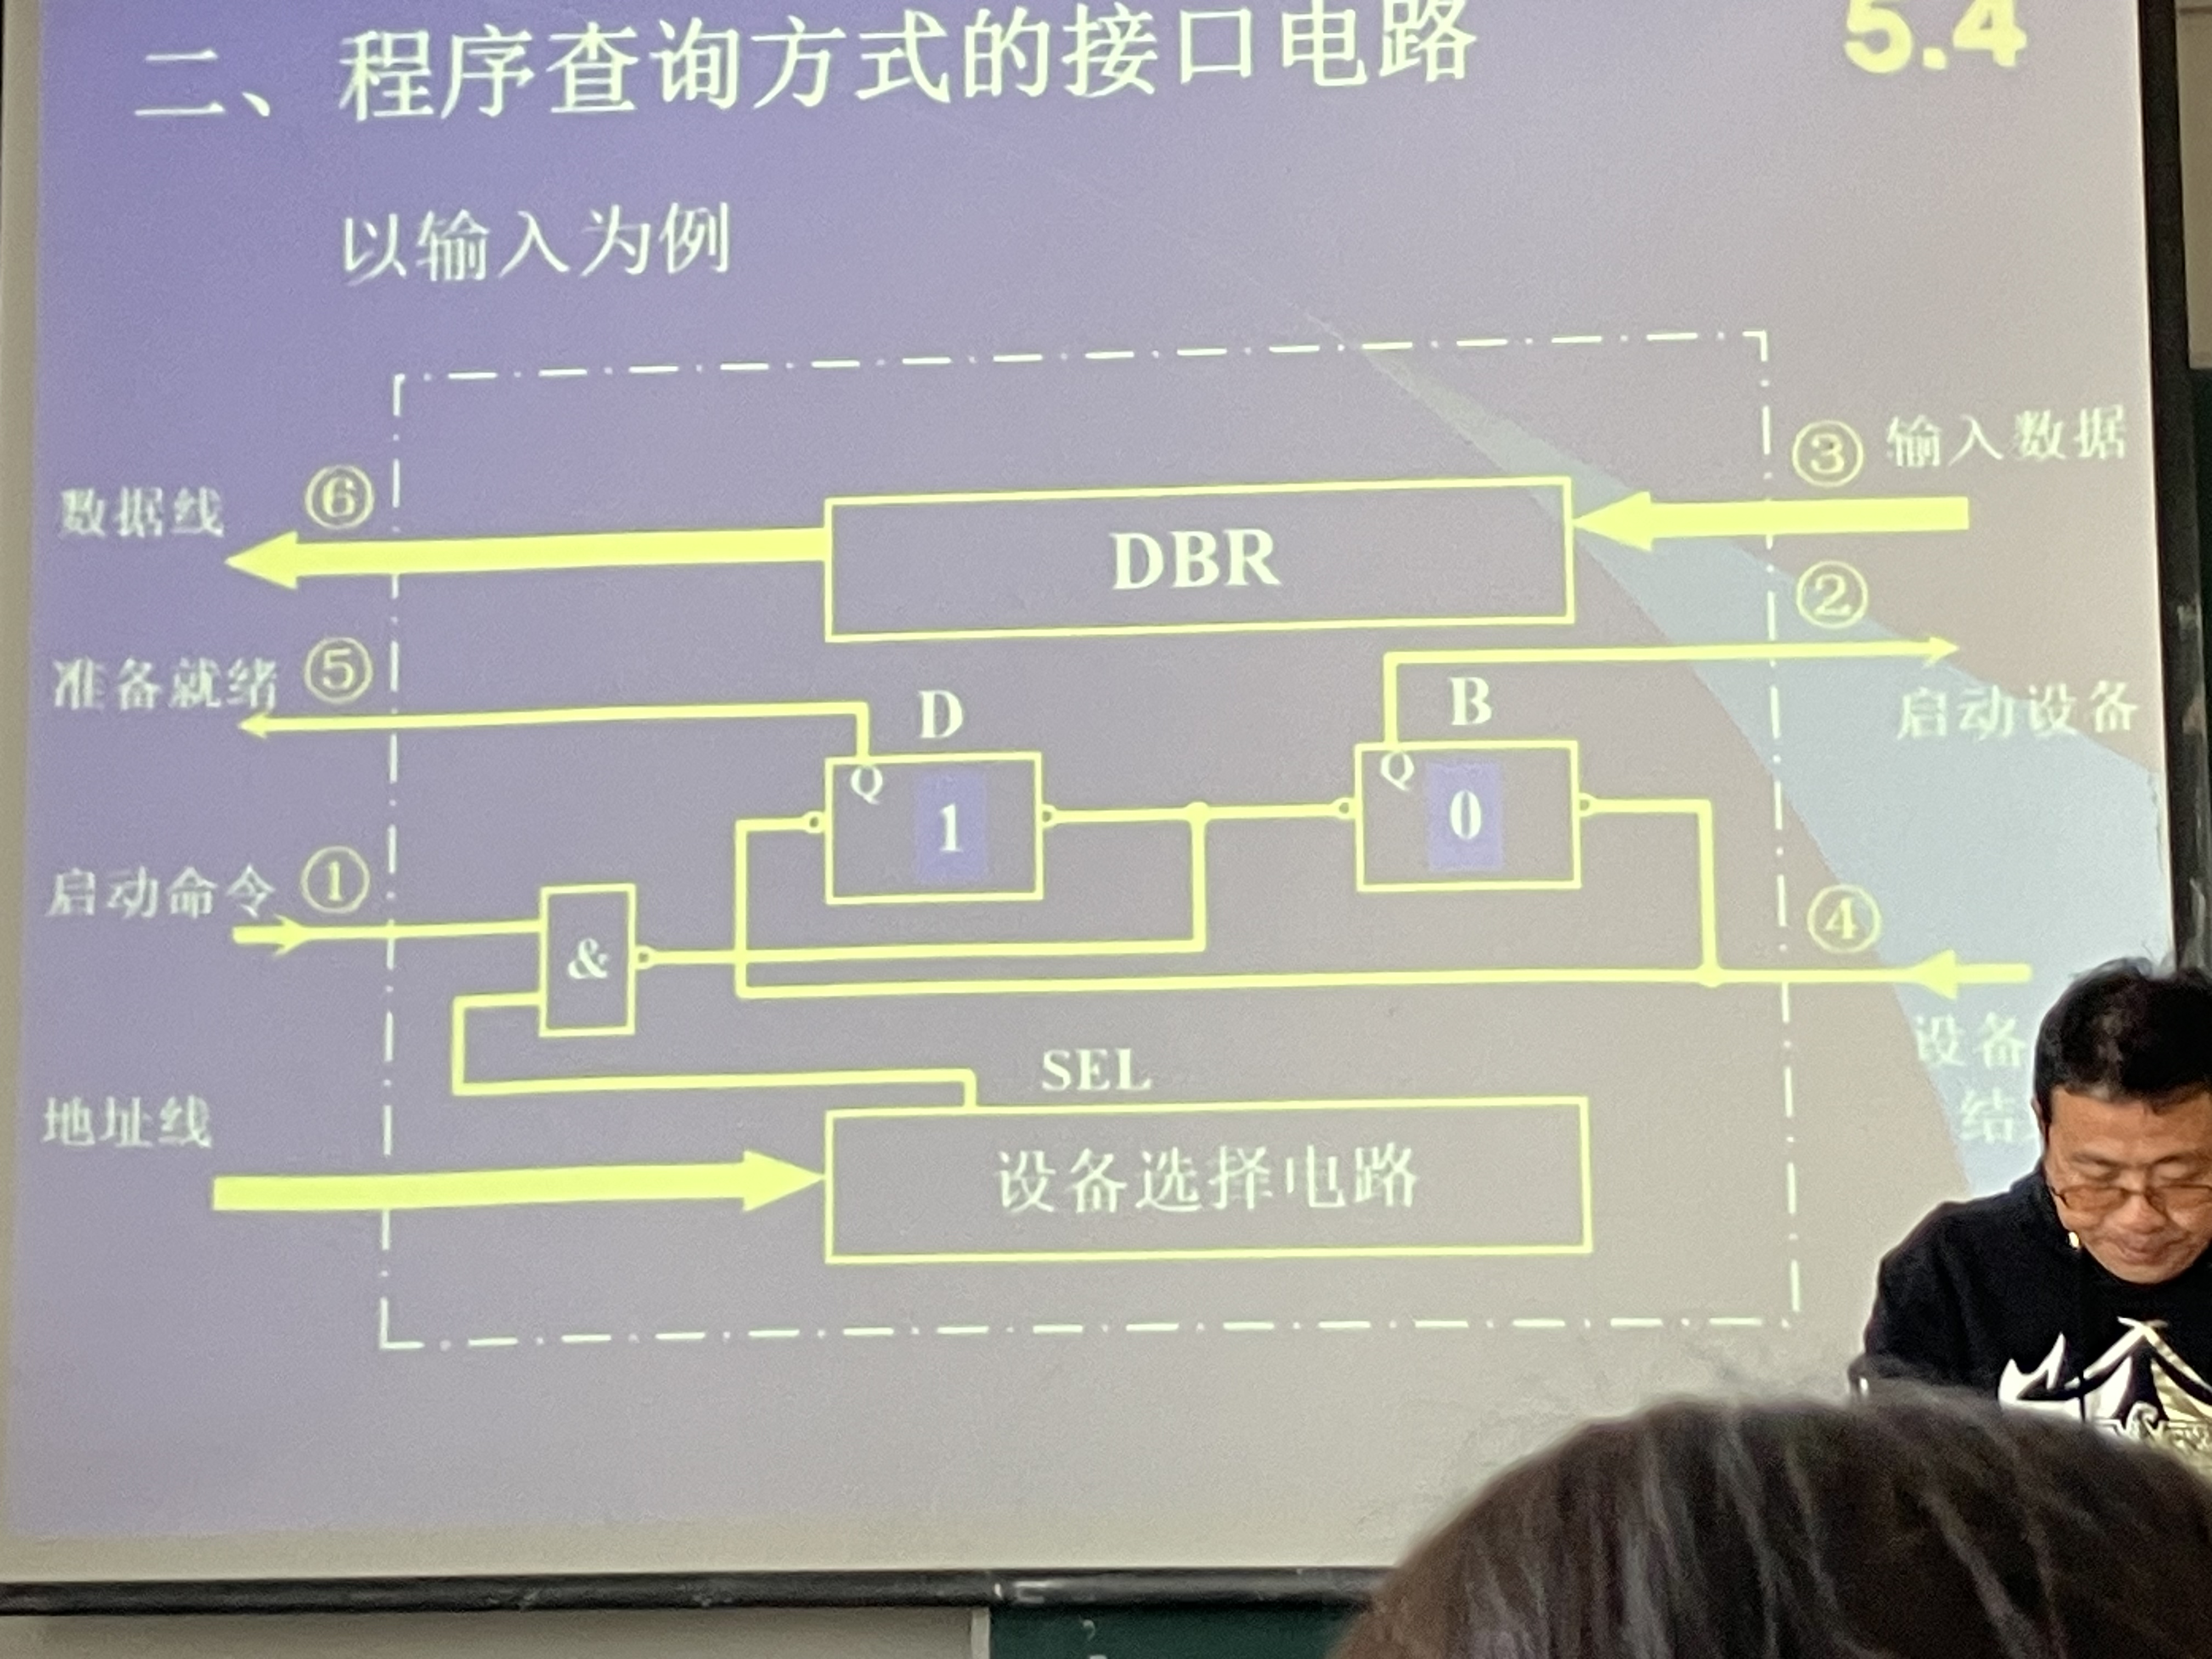 二、程序查询方式的接口电路
5.4
以输入为例
③ 输入数据
数据线 ⑥
DBR
②
准备就绪 ⑤
D
B
启动设备
Q
1
Q
0
启动命令 ①
④
&
设备
结
SEL
地址线
设备选择电路